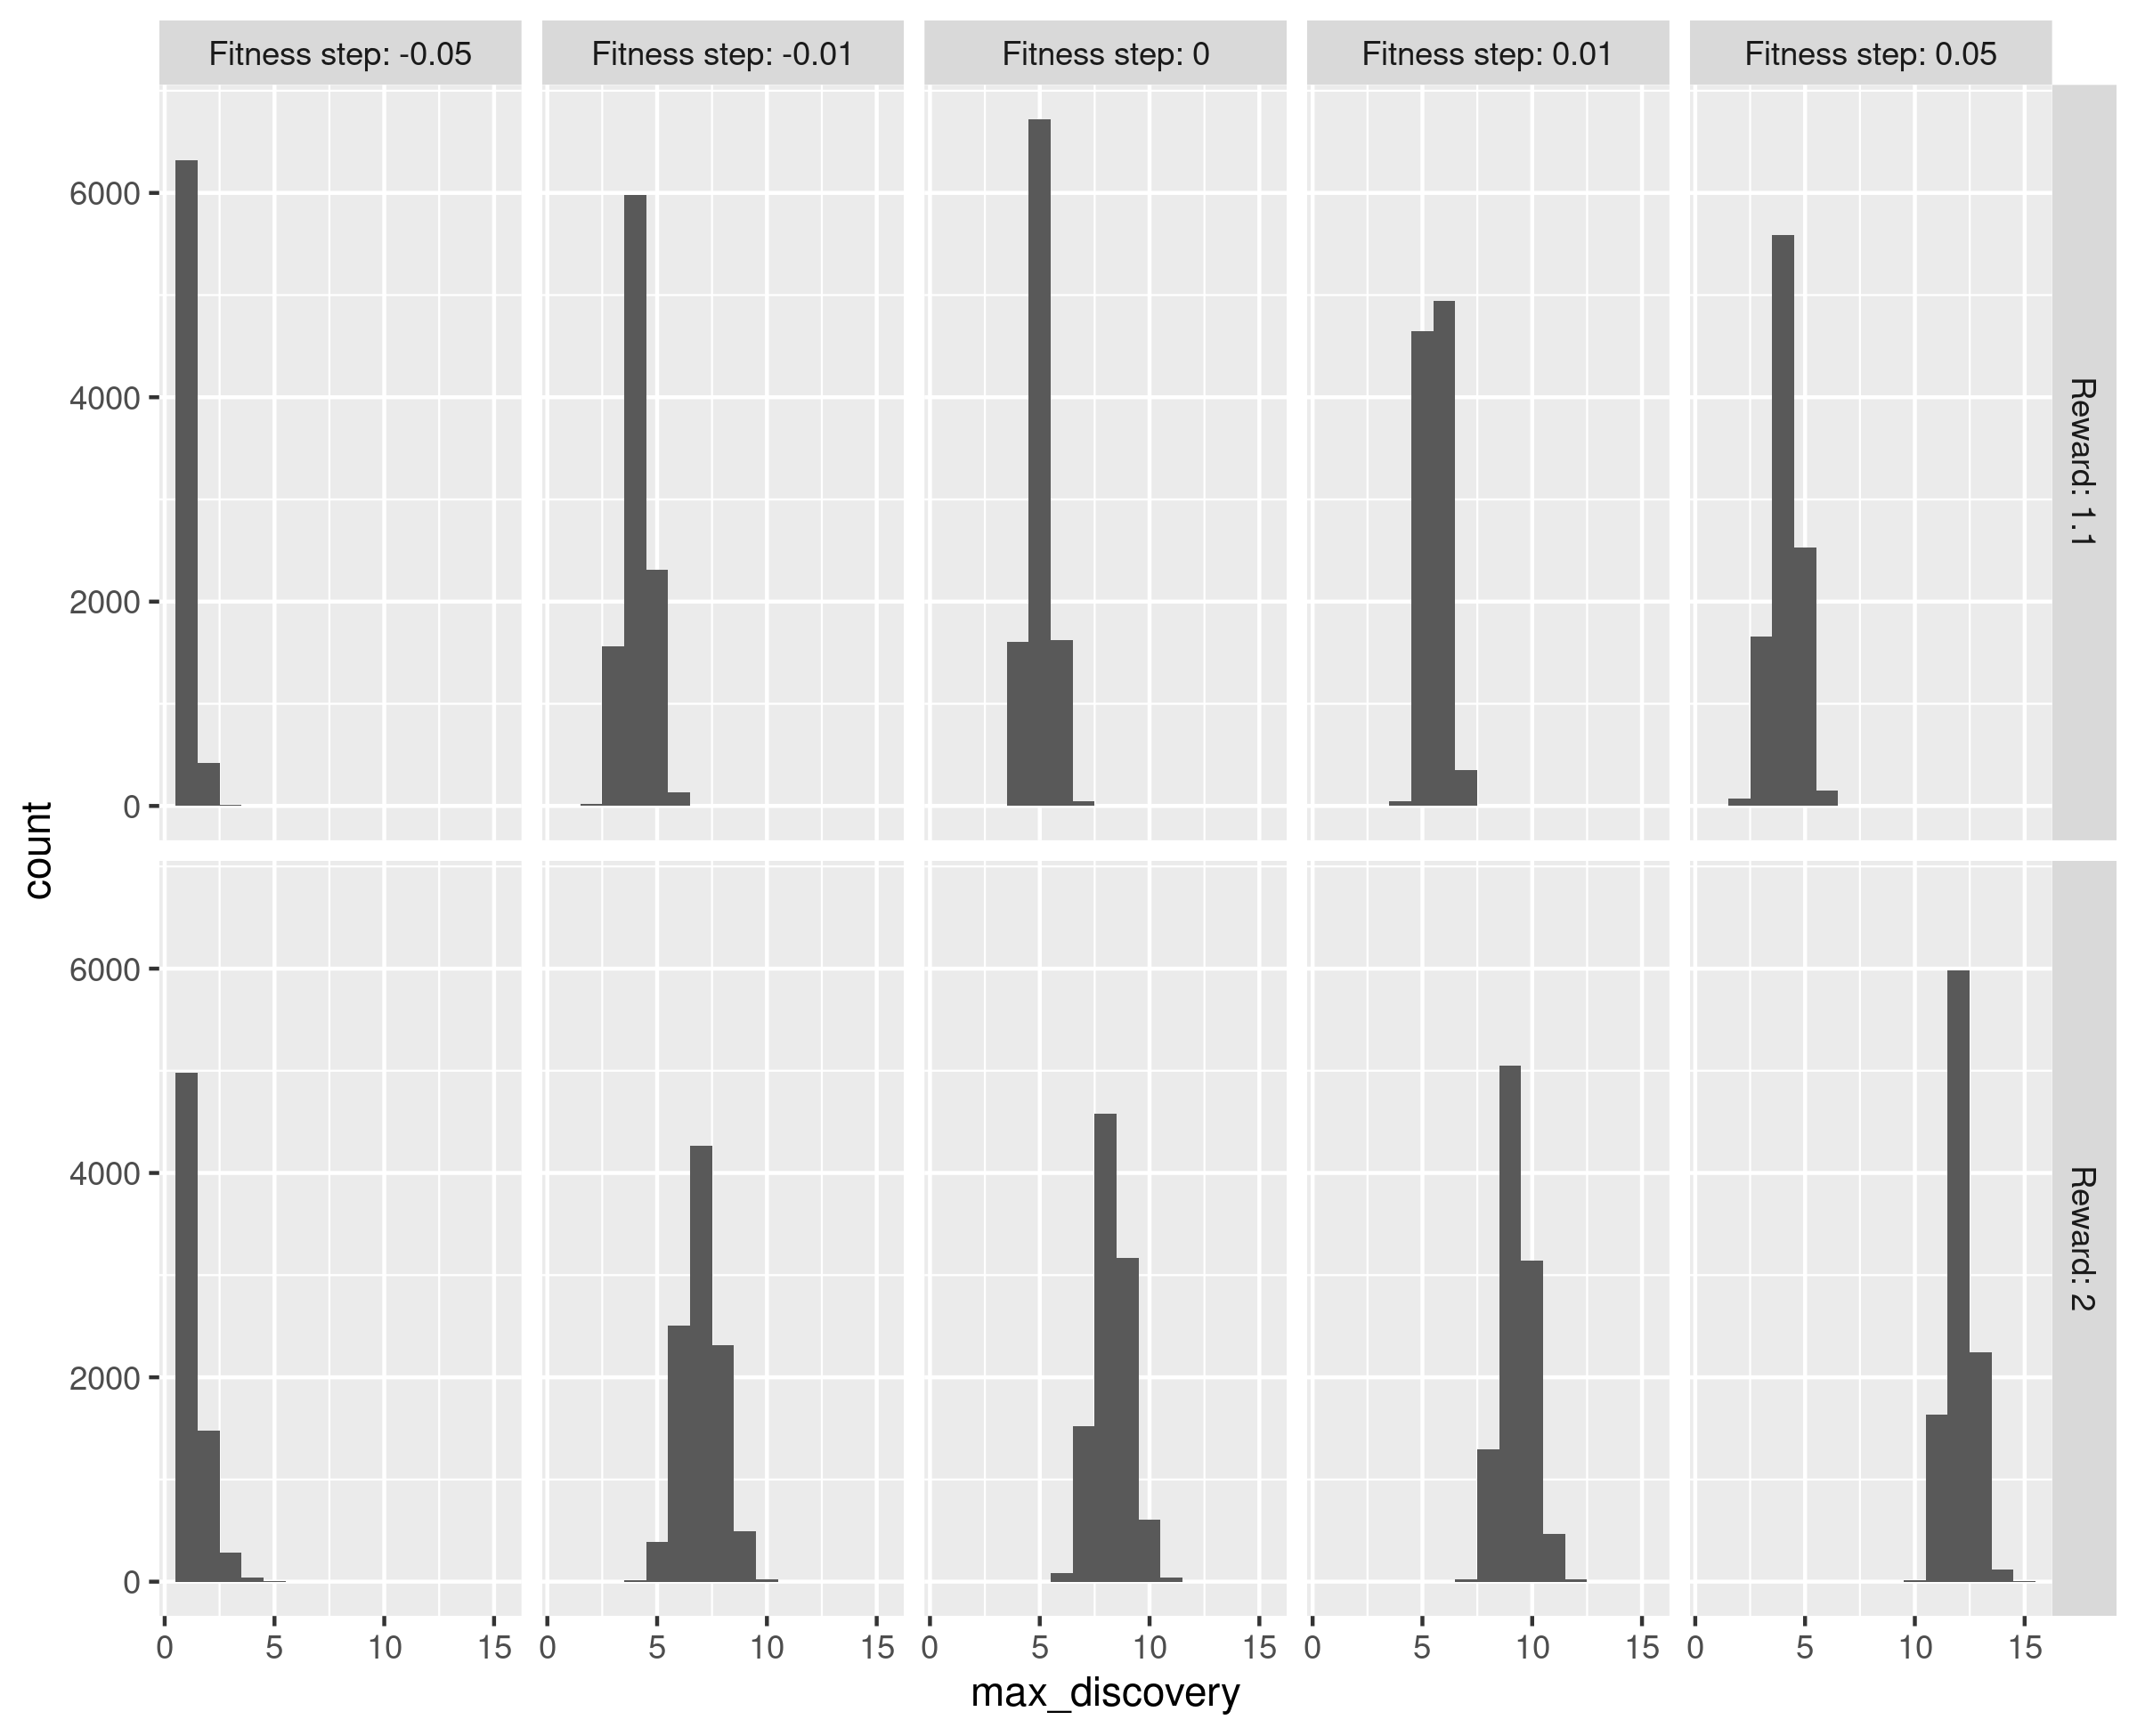 Fitness step: -0.05
Fitness step: -0.01
Fitness step: 0
Fitness step: 0.01
Fitness step: 0.05
6000
4000
2000
0
Reward: 1.1
count
6000
4000
2000
0
Reward: 2
0 5 10 15
0 5 10 15
0 5 10 15
0 5 10 15
0 5 10 15
max_discovery